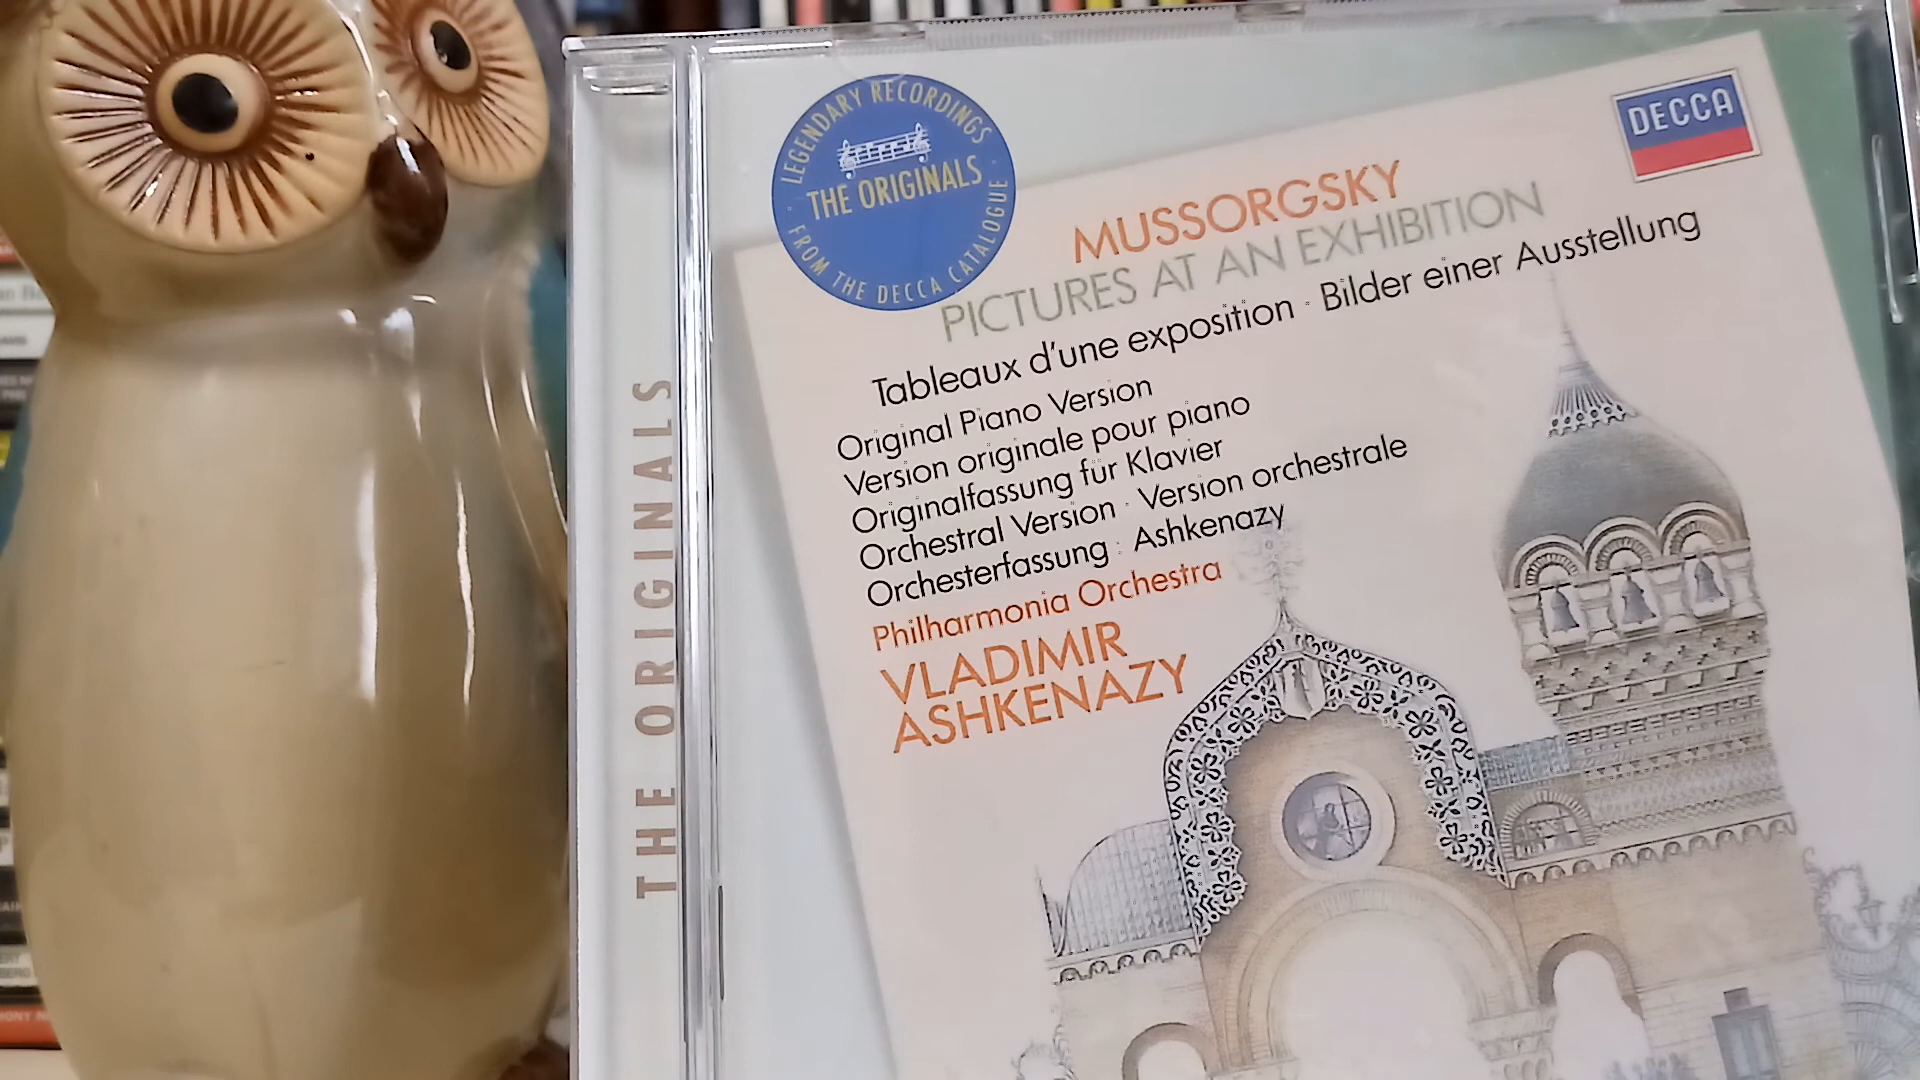 LEGENDARY RECORDINGS
THE ORIGINALS
FROM THE DECCA CATALOGUE
DECCA
MUSSORGSKY
PICTURES AT AN EXHIBITION
Tableaux d'une exposition · Bilder einer Ausstellung
Original Piano Version
Version originale pour piano
Originalfassung für Klavier
Orchestral Version · Version orchestrale
Orchesterfassung : Ashkenazy
Philharmonia Orchestra
VLADIMIR
ASHKENAZY
THE ORIGINALS